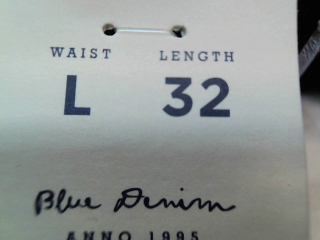 WAIST LENGTH
L 32
Blue Denim
ANNO 1995